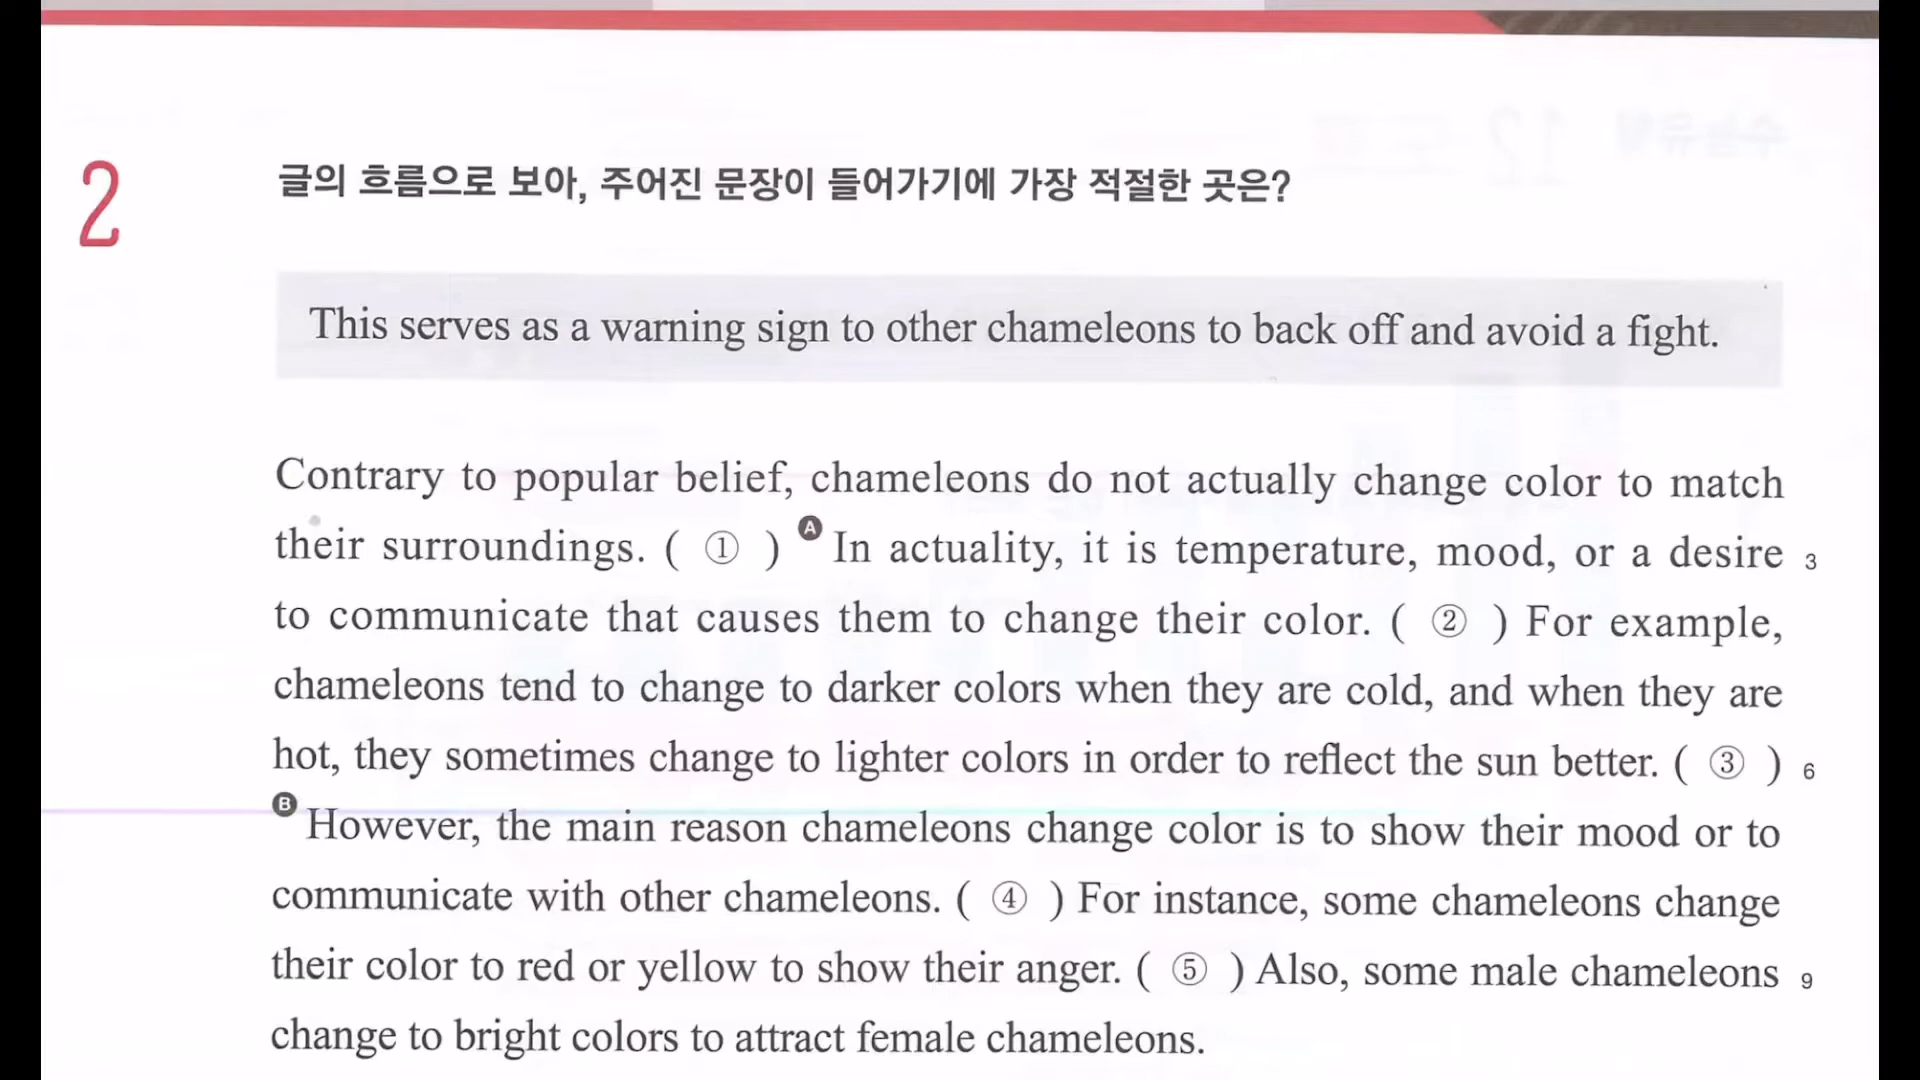 2
글의 흐름으로 보아, 주어진 문장이 들어가기에 가장 적절한 곳은?
This serves as a warning sign to other chameleons to back off and avoid a fight.
Contrary to popular belief, chameleons do not actually change color to match
their surroundings. ( ① ) Ⓐ In actuality, it is temperature, mood, or a desire 3
to communicate that causes them to change their color. ( ② ) For example,
chameleons tend to change to darker colors when they are cold, and when they are
hot, they sometimes change to lighter colors in order to reflect the sun better. ( ③ ) 6
Ⓑ However, the main reason chameleons change color is to show their mood or to
communicate with other chameleons. ( ④ ) For instance, some chameleons change
their color to red or yellow to show their anger. ( ⑤ ) Also, some male chameleons 9
change to bright colors to attract female chameleons.